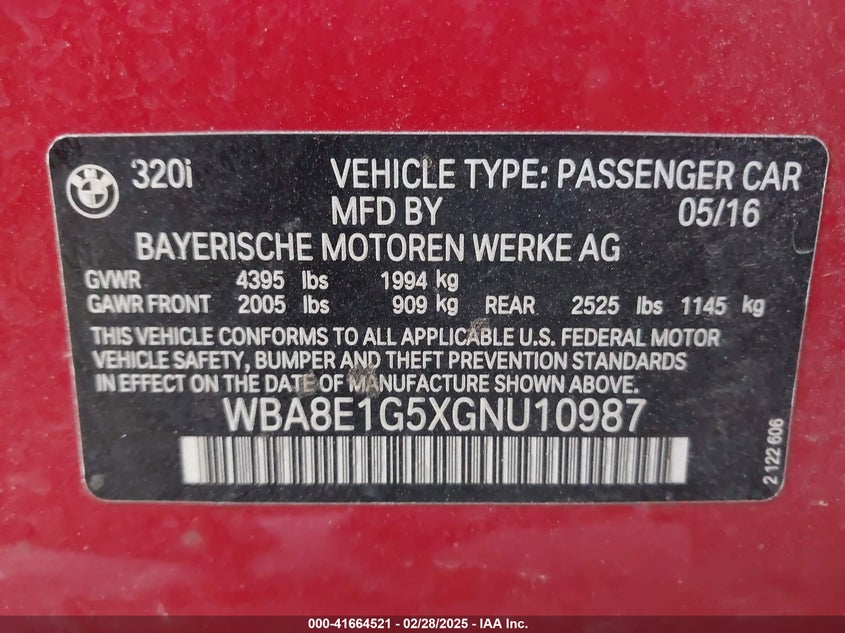 320i VEHICLE TYPE: PASSENGER CAR
MFD BY 05/16
BAYERISCHE MOTOREN WERKE AG
GVWR 4395 lbs 1994 kg
GAWR FRONT 2005 lbs 909 kg REAR 2525 lbs 1145 kg
THIS VEHICLE CONFORMS TO ALL APPLICABLE U.S. FEDERAL MOTOR
VEHICLE SAFETY, BUMPER AND THEFT PREVENTION STANDARDS
IN EFFECT ON THE DATE OF MANUFACTURE SHOWN ABOVE.
WBA8E1G5XGNU10987
2 122 606
000-41664521 - 02/28/2025 - IAA Inc.